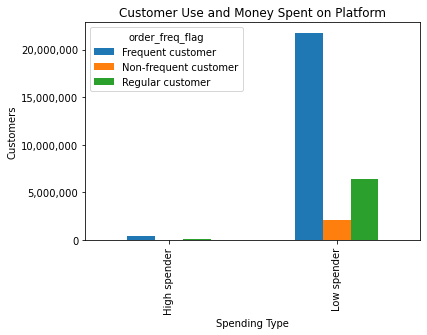 Customer Use and Money Spent on Platform
order_freq_flag
Frequent customer
Non-frequent customer
Regular customer
20,000,000
15,000,000
10,000,000
5,000,000
0
Customers
High spender
Low spender
Spending Type